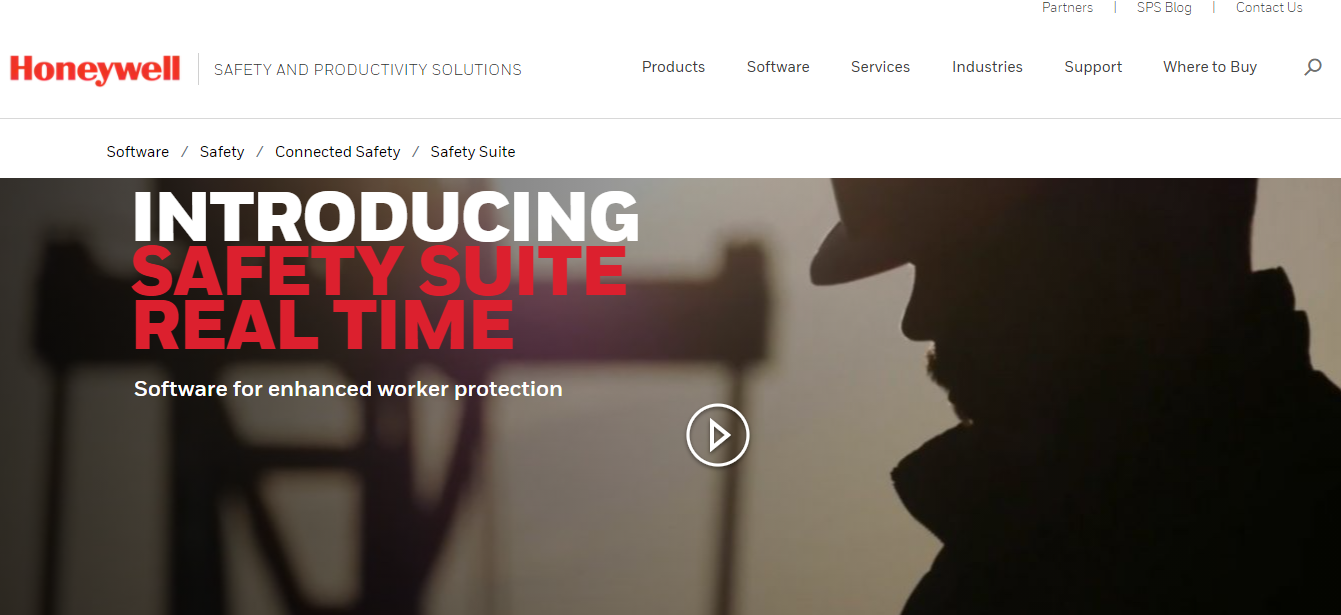 Partners | SPS Blog | Contact Us
Honeywell SAFETY AND PRODUCTIVITY SOLUTIONS Products Software Services Industries Support Where to Buy
Software / Safety / Connected Safety / Safety Suite
INTRODUCING
SAFETY SUITE
REAL TIME
Software for enhanced worker protection